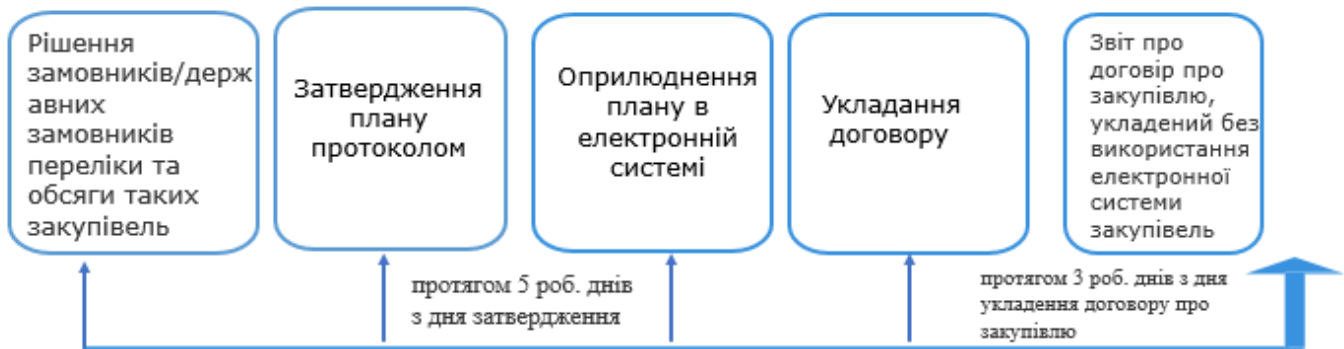 Рішення
замовників/держ
авних
замовників
переліки та
обсяги таких
закупівель
Затвердження
плану
протоколом
Оприлюднення
плану в
електронній
системі
Укладання
договору
Звіт про
договір про
закупівлю,
укладений без
використання
електронної
системи
закупівель
протягом 5 роб. днів
з дня затвердження
протягом 3 роб. днів з дня
укладення договору про
закупівлю